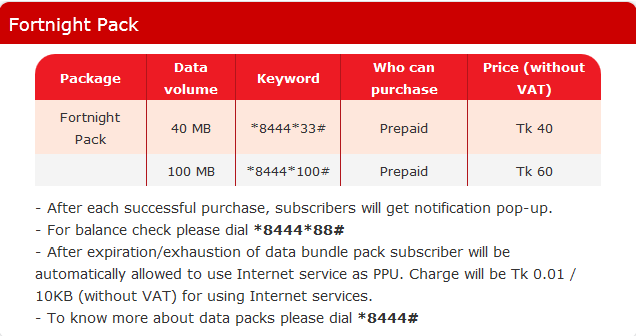 Fortnight Pack
Package Data volume Keyword Who can purchase Price (without VAT)
Fortnight Pack 40 MB *8444*33# Prepaid Tk 40
100 MB *8444*100# Prepaid Tk 60
- After each successful purchase, subscribers will get notification pop-up.
- For balance check please dial *8444*88#
- After expiration/exhaustion of data bundle pack subscriber will be
automatically allowed to use Internet service as PPU. Charge will be Tk 0.01 /
10KB (without VAT) for using Internet services.
- To know more about data packs please dial *8444#